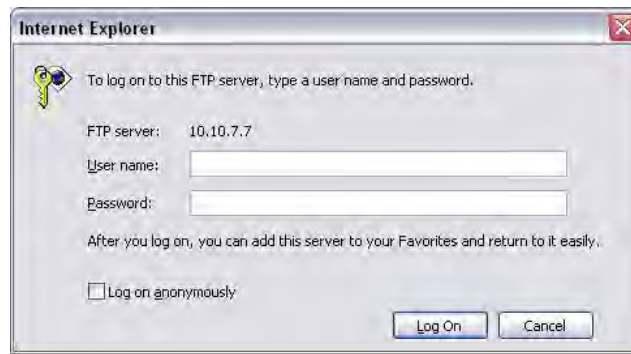 Internet Explorer
To log on to this FTP server, type a user name and password.
FTP server: 10.10.7.7
User name:
Password:
After you log on, you can add this server to your Favorites and return to it easily.
Log on anonymously
Log On Cancel